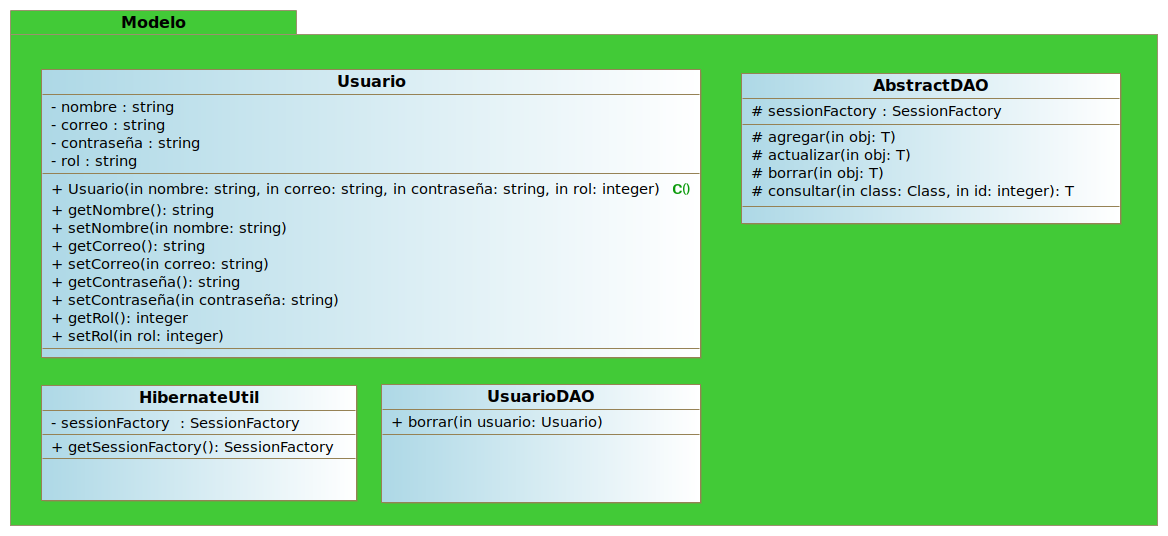 Modelo
Usuario
- nombre : string
- correo : string
- contraseña : string
- rol : string
+ Usuario(in nombre: string, in correo: string, in contraseña: string, in rol: integer) C()
+ getNombre(): string
+ setNombre(in nombre: string)
+ getCorreo(): string
+ setCorreo(in correo: string)
+ getContraseña(): string
+ setContraseña(in contraseña: string)
+ getRol(): integer
+ setRol(in rol: integer)
AbstractDAO
# sessionFactory : SessionFactory
# agregar(in obj: T)
# actualizar(in obj: T)
# borrar(in obj: T)
# consultar(in class: Class, in id: integer): T
HibernateUtil
- sessionFactory : SessionFactory
+ getSessionFactory(): SessionFactory
UsuarioDAO
+ borrar(in usuario: Usuario)